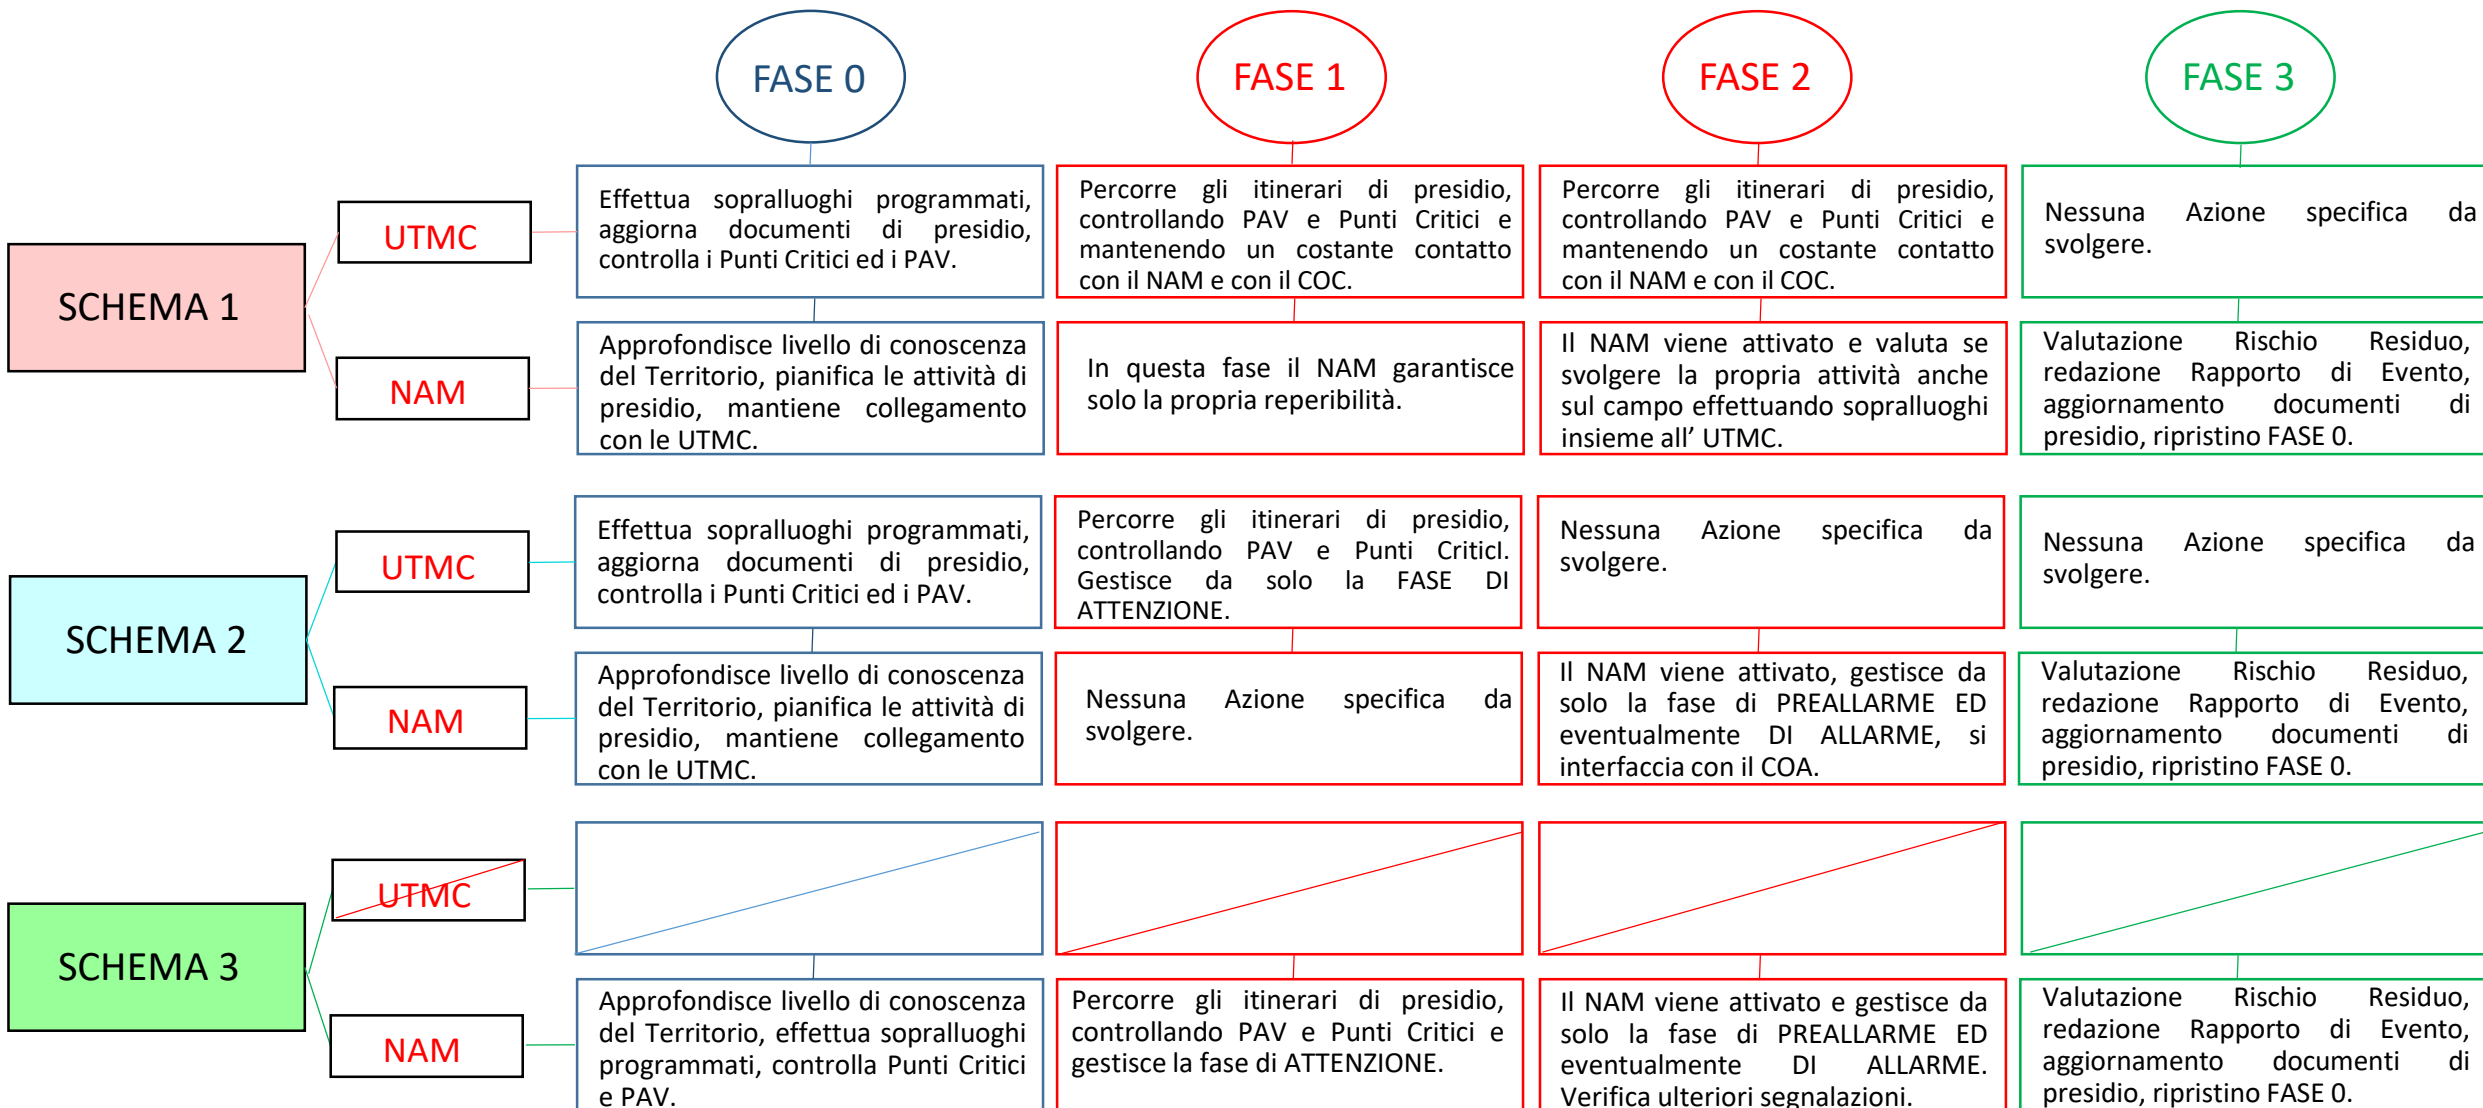 FASE 0
FASE 1
FASE 2
FASE 3
SCHEMA 1
UTMC
Effettua sopralluoghi programmati,
aggiorna documenti di presidio,
controlla i Punti Critici ed i PAV.
Percorre gli itinerari di presidio,
controllando PAV e Punti Critici e
mantenendo un costante contatto
con il NAM e con il COC.
Percorre gli itinerari di presidio,
controllando PAV e Punti Critici e
mantenendo un costante contatto
con il NAM e con il COC.
Nessuna Azione specifica da
svolgere.
NAM
Approfondisce livello di conoscenza
del Territorio, pianifica le attività di
presidio, mantiene collegamento
con le UTMC.
In questa fase il NAM garantisce
solo la propria reperibilità.
Il NAM viene attivato e valuta se
svolgere la propria attività anche
sul campo effettuando sopralluoghi
insieme all' UTMC.
Valutazione Rischio Residuo,
redazione Rapporto di Evento,
aggiornamento documenti di
presidio, ripristino FASE 0.
SCHEMA 2
UTMC
Effettua sopralluoghi programmati,
aggiorna documenti di presidio,
controlla i Punti Critici ed i PAV.
Percorre gli itinerari di presidio,
controllando PAV e Punti CriticI.
Gestisce da solo la FASE DI
ATTENZIONE.
Nessuna Azione specifica da
svolgere.
Nessuna Azione specifica da
svolgere.
NAM
Approfondisce livello di conoscenza
del Territorio, pianifica le attività di
presidio, mantiene collegamento
con le UTMC.
Nessuna Azione specifica da
svolgere.
Il NAM viene attivato, gestisce da
solo la fase di PREALLARME ED
eventualmente DI ALLARME, si
interfaccia con il COA.
Valutazione Rischio Residuo,
redazione Rapporto di Evento,
aggiornamento documenti di
presidio, ripristino FASE 0.
SCHEMA 3
UTMC
NAM
Approfondisce livello di conoscenza
del Territorio, effettua sopralluoghi
programmati, controlla Punti Critici
e PAV.
Percorre gli itinerari di presidio,
controllando PAV e Punti Critici e
gestisce la fase di ATTENZIONE.
Il NAM viene attivato e gestisce da
solo la fase di PREALLARME ED
eventualmente DI ALLARME.
Verifica ulteriori segnalazioni.
Valutazione Rischio Residuo,
redazione Rapporto di Evento,
aggiornamento documenti di
presidio, ripristino FASE 0.